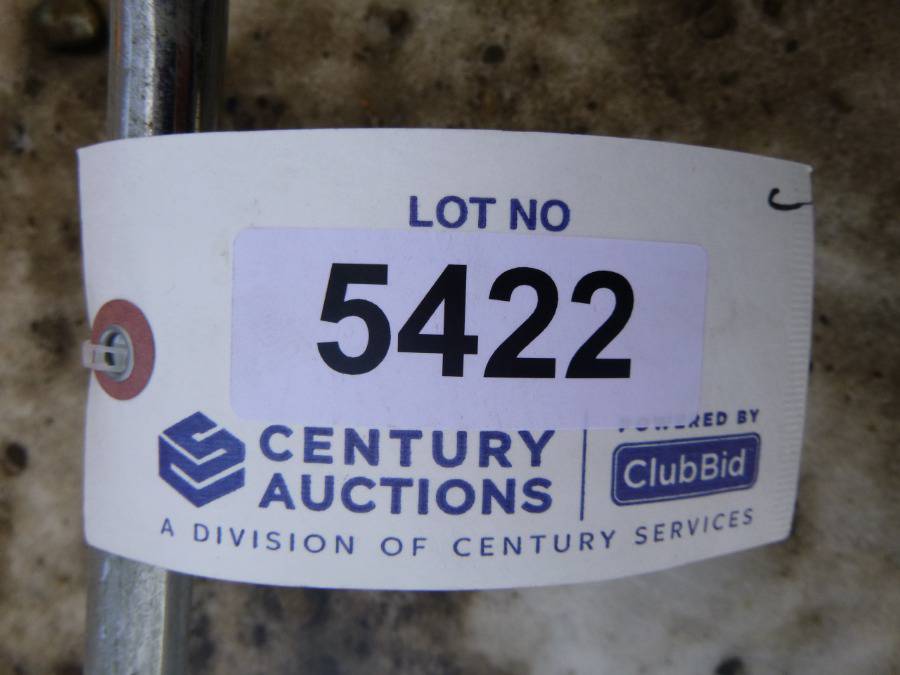 LOT NO
5422
CENTURY
AUCTIONS
POWERED BY
ClubBid
A DIVISION OF CENTURY SERVICES